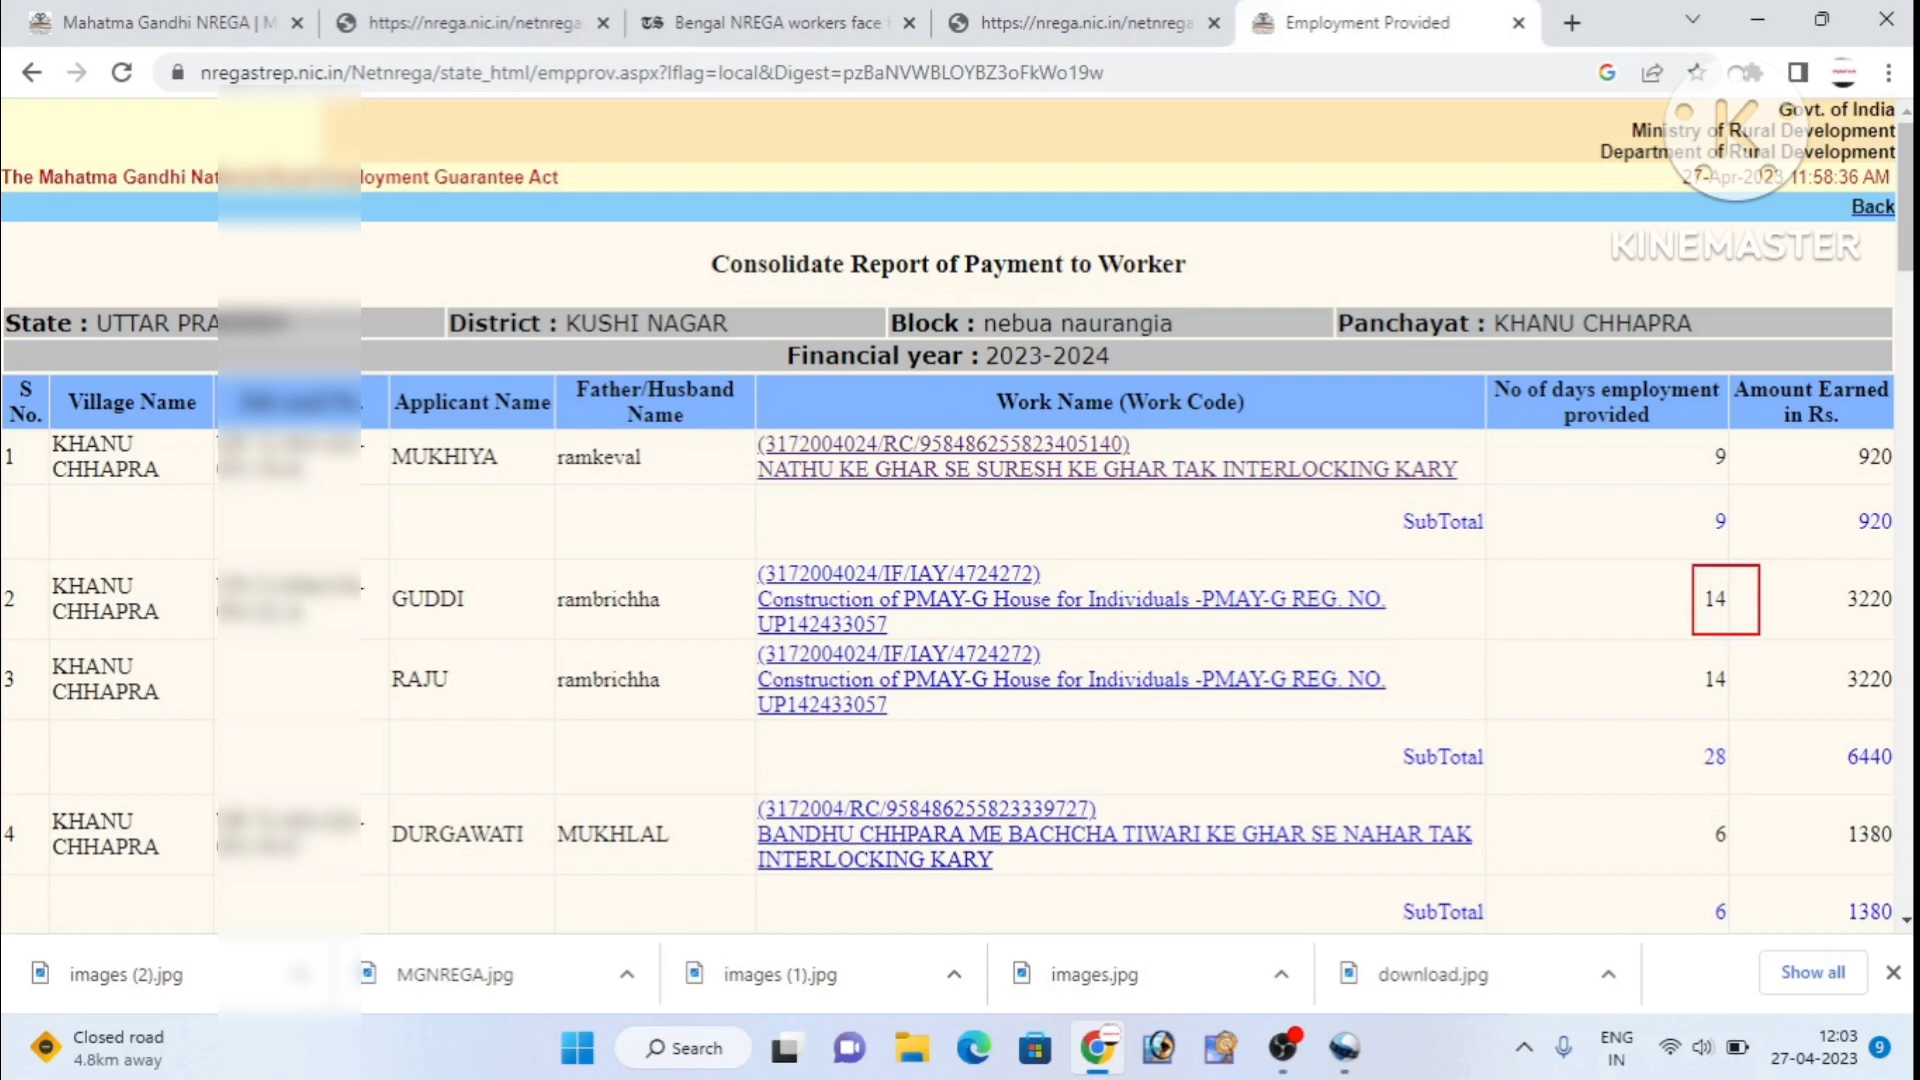 Mahatma Gandhi NREGA | M
https://nrega.nic.in/netnrega
TS Bengal NREGA workers face
https://nrega.nic.in/netnrega
Employment Provided
nregastrep.nic.in/Netnrega/state_html/empprov.aspx?lflag=local&Digest=pzBaNVWBLOYBZ3oFkWo19w
Govt. of India
Ministry of Rural Development
Department of Rural Development
The Mahatma Gandhi Nat loyment Guarantee Act
27-Apr-2023 11:58:36 AM
Back
KINEMASTER
Consolidate Report of Payment to Worker
State : UTTAR PRA District : KUSHI NAGAR Block : nebua naurangia Panchayat : KHANU CHHAPRA
Financial year : 2023-2024
S No. Village Name Applicant Name Father/Husband Name Work Name (Work Code) No of days employment provided Amount Earned in Rs.
1 KHANU CHHAPRA MUKHIYA ramkeval (3172004024/RC/958486255823405140) 9 920
NATHU KE GHAR SE SURESH KE GHAR TAK INTERLOCKING KARY
SubTotal 9 920
2 KHANU CHHAPRA GUDDI rambrichha (3172004024/IF/IAY/4724272) 14 3220
Construction of PMAY-G House for Individuals -PMAY-G REG. NO.
UP142433057
3 KHANU CHHAPRA RAJU rambrichha (3172004024/IF/IAY/4724272) 14 3220
Construction of PMAY-G House for Individuals -PMAY-G REG. NO.
UP142433057
SubTotal 28 6440
4 KHANU CHHAPRA DURGAWATI MUKHLAL (3172004/RC/958486255823339727) 6 1380
BANDHU CHHPARA ME BACHCHA TIWARI KE GHAR SE NAHAR TAK
INTERLOCKING KARY
SubTotal 6 1380
images (2).jpg MGNREGA.jpg images (1).jpg images.jpg download.jpg Show all
Closed road
4.8km away
Search
ENG
IN
12:03
27-04-2023
9